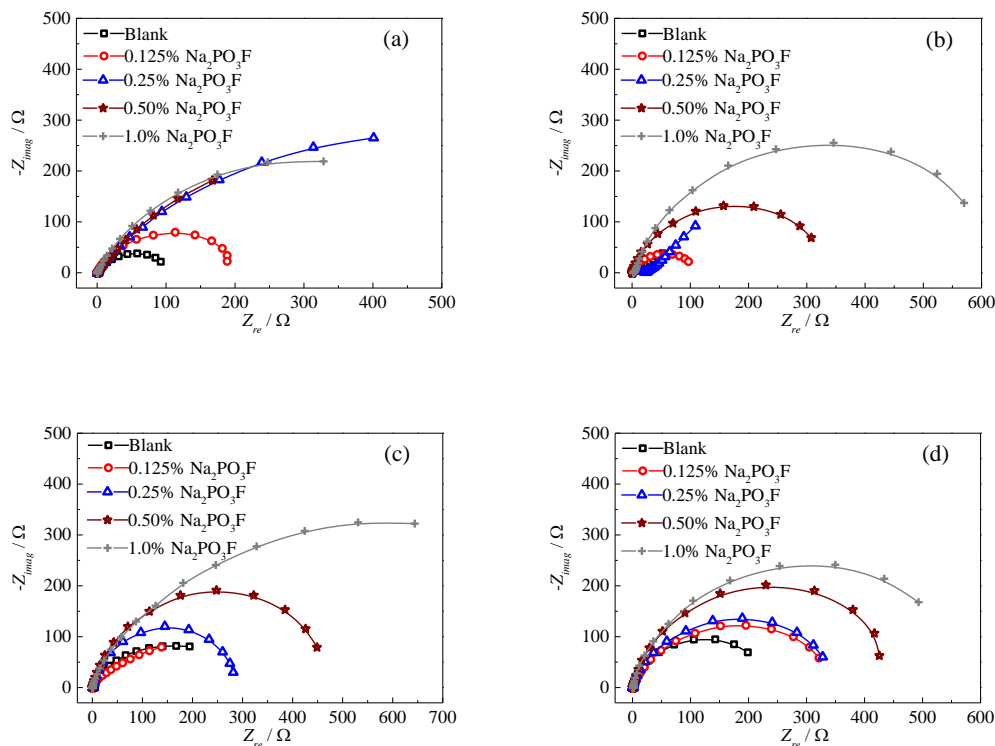 500
400
300
200
100
0
-Z_imag / Ω
Blank
0.125% Na₂PO₃F
0.25% Na₂PO₃F
0.50% Na₂PO₃F
1.0% Na₂PO₃F
(a)
0 100 200 300 400 500
Z_re / Ω
500
400
300
200
100
0
-Z_imag / Ω
Blank
0.125% Na₂PO₃F
0.25% Na₂PO₃F
0.50% Na₂PO₃F
1.0% Na₂PO₃F
(b)
0 100 200 300 400 500 600
Z_re / Ω
500
400
300
200
100
0
-Z_imag / Ω
Blank
0.125% Na₂PO₃F
0.25% Na₂PO₃F
0.50% Na₂PO₃F
1.0% Na₂PO₃F
(c)
0 100 200 300 400 500 600 700
Z_re / Ω
500
400
300
200
100
0
-Z_imag / Ω
Blank
0.125% Na₂PO₃F
0.25% Na₂PO₃F
0.50% Na₂PO₃F
1.0% Na₂PO₃F
(d)
0 100 200 300 400 500 600
Z_re / Ω